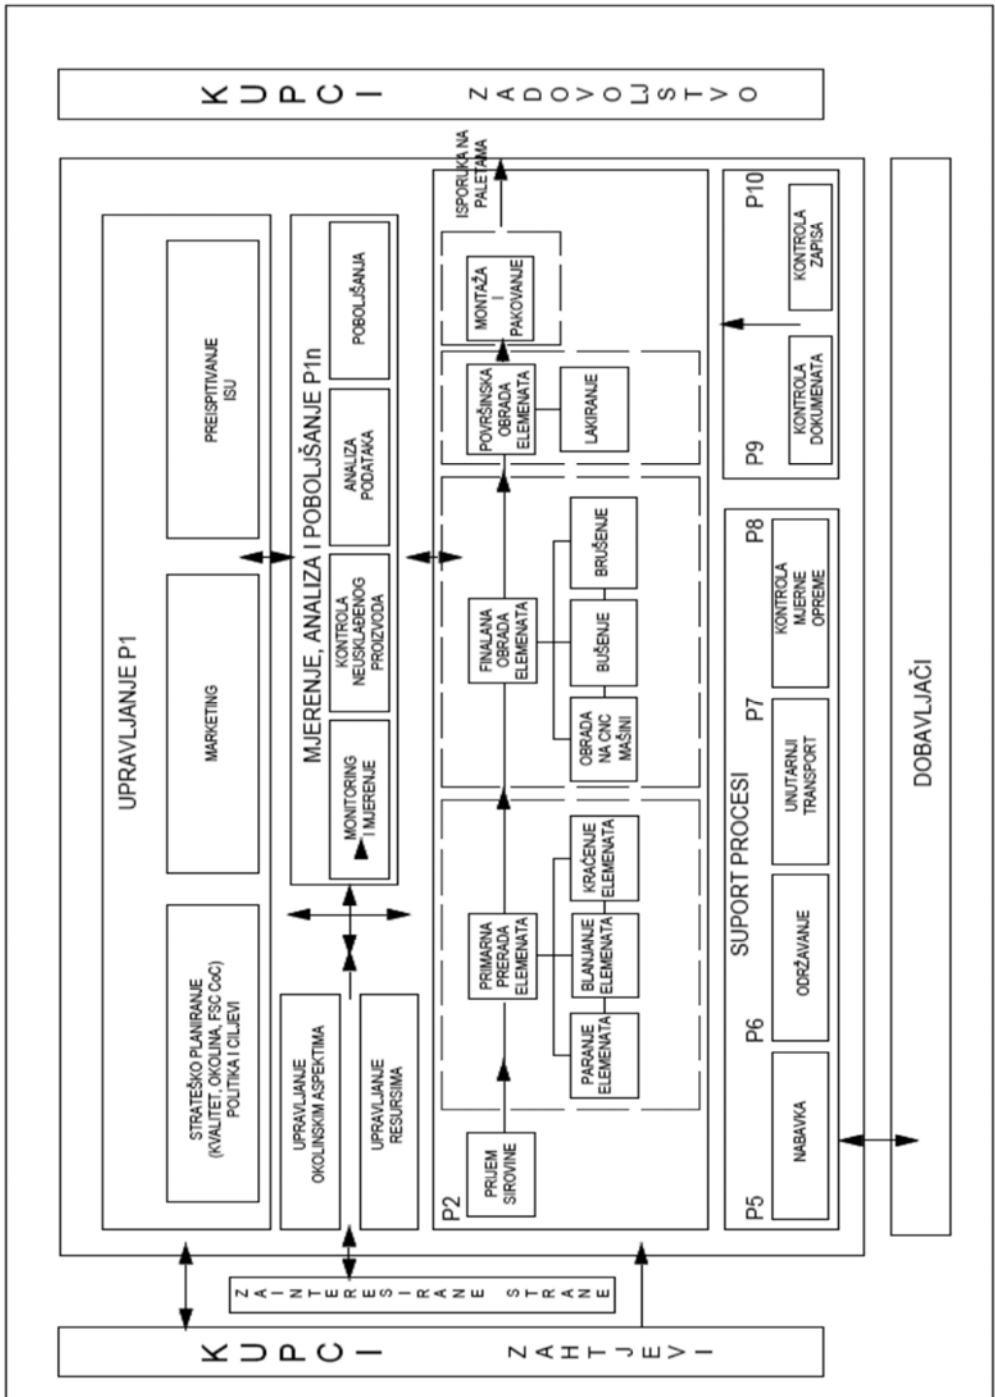 KUPCI
ZAHTJEVI
ZAINTERESIRANE STRANE
UPRAVLJANJE P1
STRATEŠKO PLANIRANJE
(KVALITET, OKOLINA, FSC CoC)
POLITIKA I CILJEVI
MARKETING
PREISPITIVANJE
ISU
UPRAVLJANJE
OKOLINSKIM ASPEKTIMA
UPRAVLJANJE
RESURSIMA
MJERENJE, ANALIZA I POBOLJŠANJE P1n
MONITORING
I MJERENJE
KONTROLA
NEUSKLAĐENOG
PROIZVODA
ANALIZA
PODATAKA
POBOLJŠANJA
P2
PRIJEM
SIROVINE
PRIMARNA
PRERADA
ELEMENATA
PARANJE
ELEMENATA
BLANJANJE
ELEMENATA
KRAĆENJE
ELEMENATA
FINALANA
OBRADA
ELEMENATA
OBRADA
NA CNC
MAŠINI
BUŠENJE
BRUŠENJE
POVRŠINSKA
OBRADA
ELEMENATA
LAKIRANJE
MONTAŽA
I
PAKOVANJE
ISPORUKA NA
PALETAMA
SUPORT PROCESI
P5
NABAVKA
P6
ODRŽAVANJE
P7
UNUTARNJI
TRANSPORT
P8
KONTROLA
MJERNE
OPREME
P9
KONTROLA
DOKUMENATA
P10
KONTROLA
ZAPISA
DOBAVLJAČI
KUPCI
ZADOVOLJSTVO